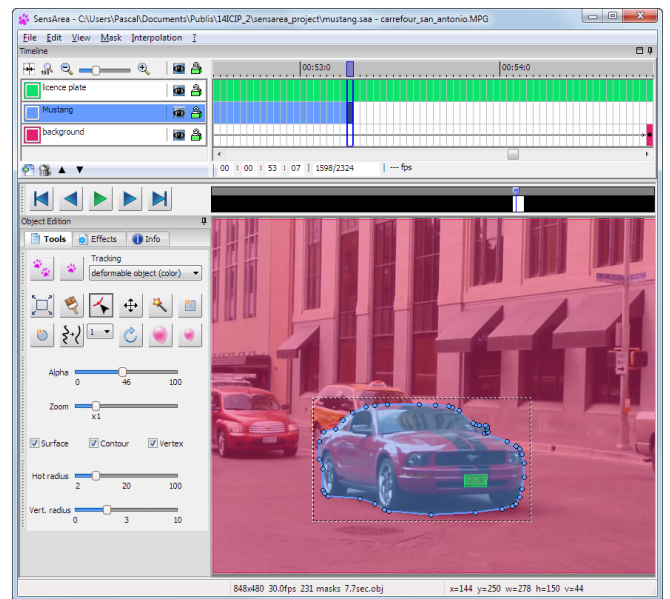 SensArea - C:\Users\Pascal\Documents\Publis\14ICIP_2\sensarea_project\mustang.saa - carrefour_san_antonio.MPG
File Edit View Mask Interpolation ?
Timeline
00:53:0 00:54:0
licence plate
Mustang
background
00 : 00 : 53 : 07 | 1598/2324 | --- fps
Object Edition
Tools Effects Info
Tracking
deformable object (color)
1
Alpha
0 46 100
Zoom
x1
Surface Contour Vertex
Hot radius
2 20 100
Vert. radius
0 3 10
848x480 30.0fps 231 masks 7.7sec.obj x=144 y=250 w=278 h=150 v=44